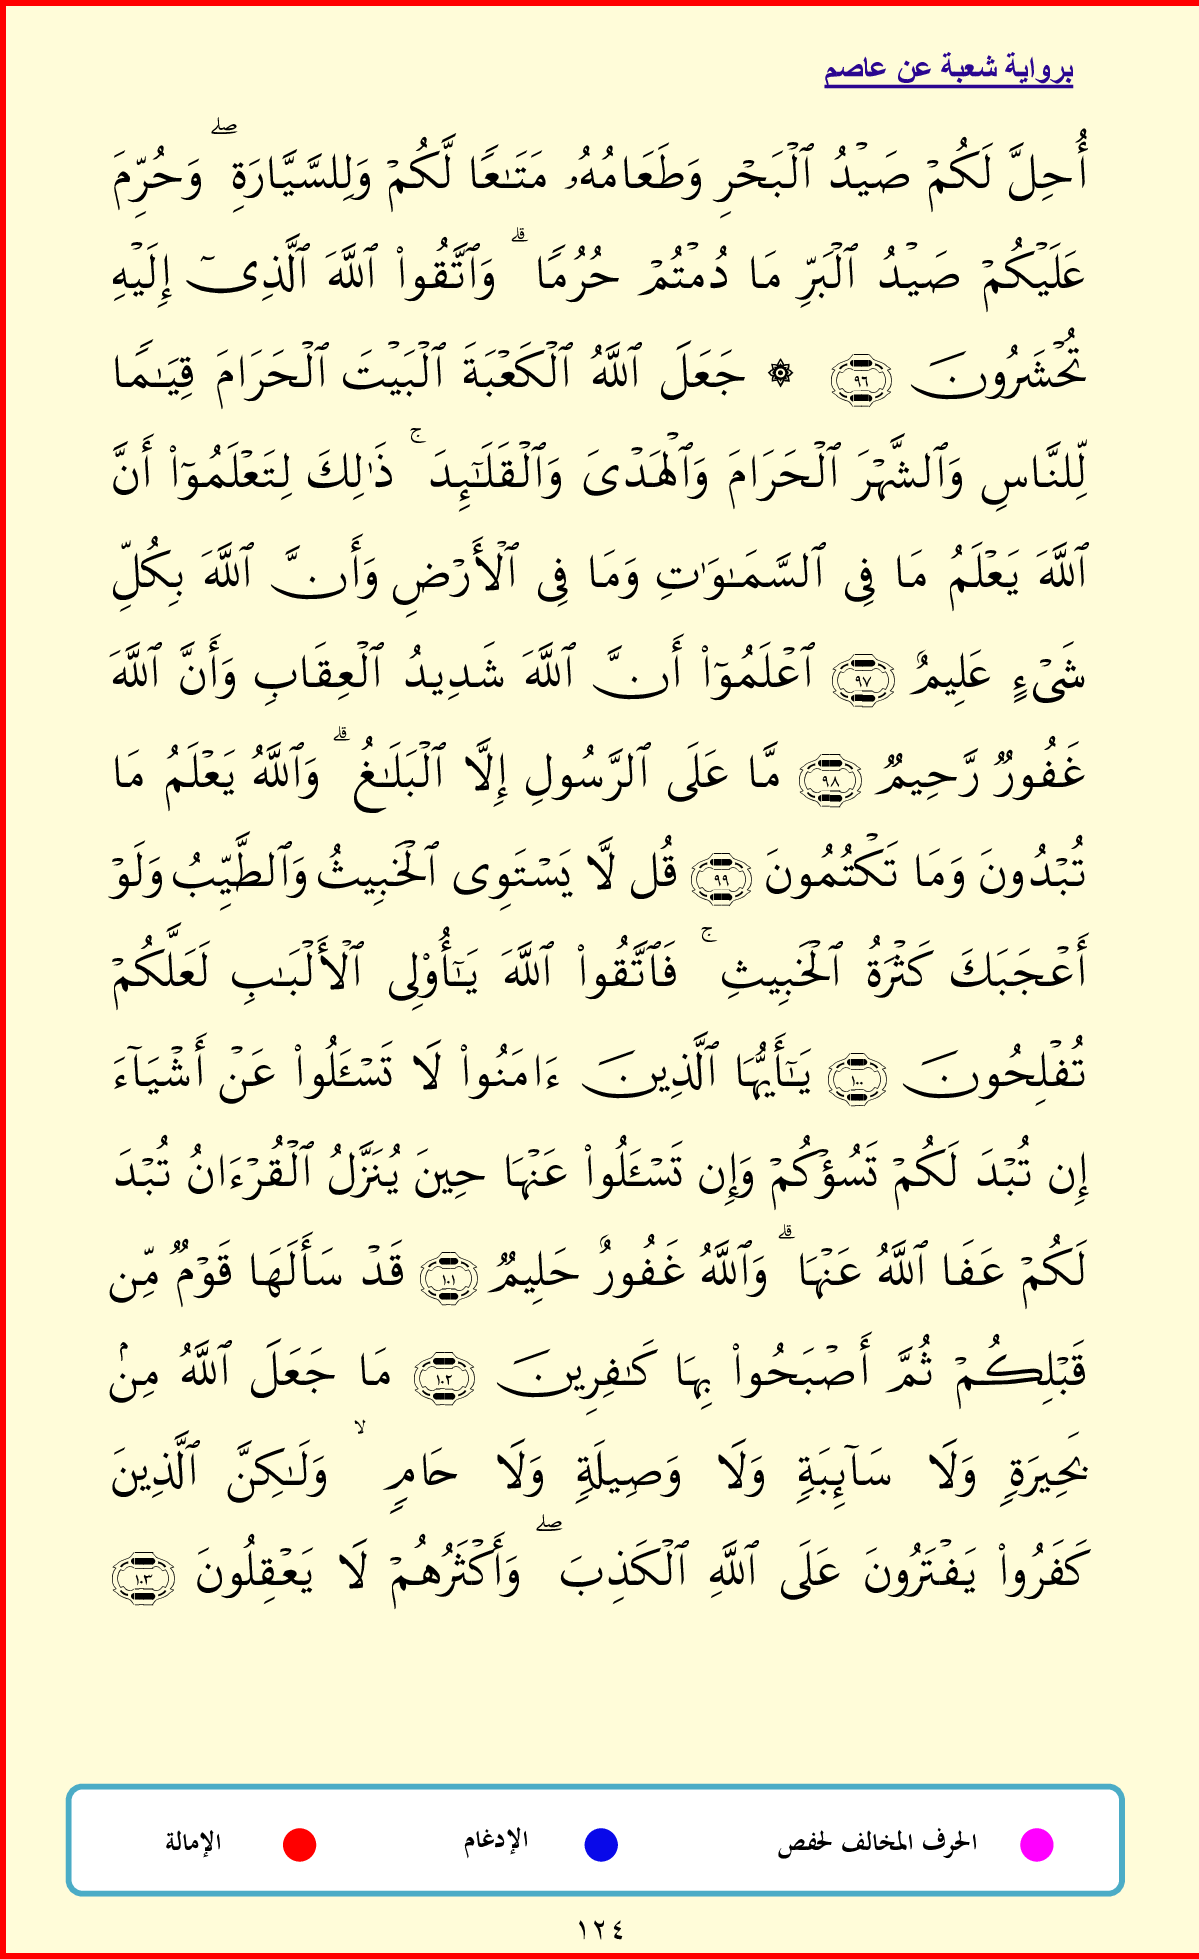 برواية شعبة عن عاصم
أُحِلَّ لَكُمۡ صَيۡدُ ٱلۡبَحۡرِ وَطَعَامُهُۥ مَتَٰعٗا لَّكُمۡ وَلِلسَّيَّارَةِۖ وَحُرِّمَ
عَلَيۡكُمۡ صَيۡدُ ٱلۡبَرِّ مَا دُمۡتُمۡ حُرُمٗاۗ وَٱتَّقُواْ ٱللَّهَ ٱلَّذِيٓ إِلَيۡهِ
تُحۡشَرُونَ ٩٦ ۞ جَعَلَ ٱللَّهُ ٱلۡكَعۡبَةَ ٱلۡبَيۡتَ ٱلۡحَرَامَ قِيَٰمٗا
لِّلنَّاسِ وَٱلشَّهۡرَ ٱلۡحَرَامَ وَٱلۡهَدۡيَ وَٱلۡقَلَٰٓئِدَۚ ذَٰلِكَ لِتَعۡلَمُوٓاْ أَنَّ
ٱللَّهَ يَعۡلَمُ مَا فِي ٱلسَّمَٰوَٰتِ وَمَا فِي ٱلۡأَرۡضِ وَأَنَّ ٱللَّهَ بِكُلِّ
شَيۡءٍ عَلِيمٌ ٩٧ ٱعۡلَمُوٓاْ أَنَّ ٱللَّهَ شَدِيدُ ٱلۡعِقَابِ وَأَنَّ ٱللَّهَ
غَفُورٞ رَّحِيمٞ ٩٨ مَّا عَلَى ٱلرَّسُولِ إِلَّا ٱلۡبَلَٰغُۗ وَٱللَّهُ يَعۡلَمُ مَا
تُبۡدُونَ وَمَا تَكۡتُمُونَ ٩٩ قُل لَّا يَسۡتَوِي ٱلۡخَبِيثُ وَٱلطَّيِّبُ وَلَوۡ
أَعۡجَبَكَ كَثۡرَةُ ٱلۡخَبِيثِۚ فَٱتَّقُواْ ٱللَّهَ يَٰٓأُوْلِي ٱلۡأَلۡبَٰبِ لَعَلَّكُمۡ
تُفۡلِحُونَ ١٠٠ يَٰٓأَيُّهَا ٱلَّذِينَ ءَامَنُواْ لَا تَسۡـَٔلُواْ عَنۡ أَشۡيَآءَ
إِن تُبۡدَ لَكُمۡ تَسُؤۡكُمۡ وَإِن تَسۡـَٔلُواْ عَنۡهَا حِينَ يُنَزَّلُ ٱلۡقُرۡءَانُ تُبۡدَ
لَكُمۡ عَفَا ٱللَّهُ عَنۡهَاۗ وَٱللَّهُ غَفُورٌ حَلِيمٞ ١٠١ قَدۡ سَأَلَهَا قَوۡمٞ مِّن
قَبۡلِكُمۡ ثُمَّ أَصۡبَحُواْ بِهَا كَٰفِرِينَ ١٠٢ مَا جَعَلَ ٱللَّهُ مِنۢ
بَحِيرَةٖ وَلَا سَآئِبَةٖ وَلَا وَصِيلَةٖ وَلَا حَامٖۙ وَلَٰكِنَّ ٱلَّذِينَ
كَفَرُواْ يَفۡتَرُونَ عَلَى ٱللَّهِ ٱلۡكَذِبَۖ وَأَكۡثَرُهُمۡ لَا يَعۡقِلُونَ ١٠٣
الحرف المخالف لحفص الإدغام الإمالة
١٢٤